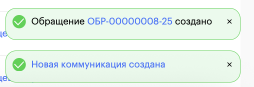 Обращение ОБР-00000008-25 создано ×
Новая коммуникация создана ×